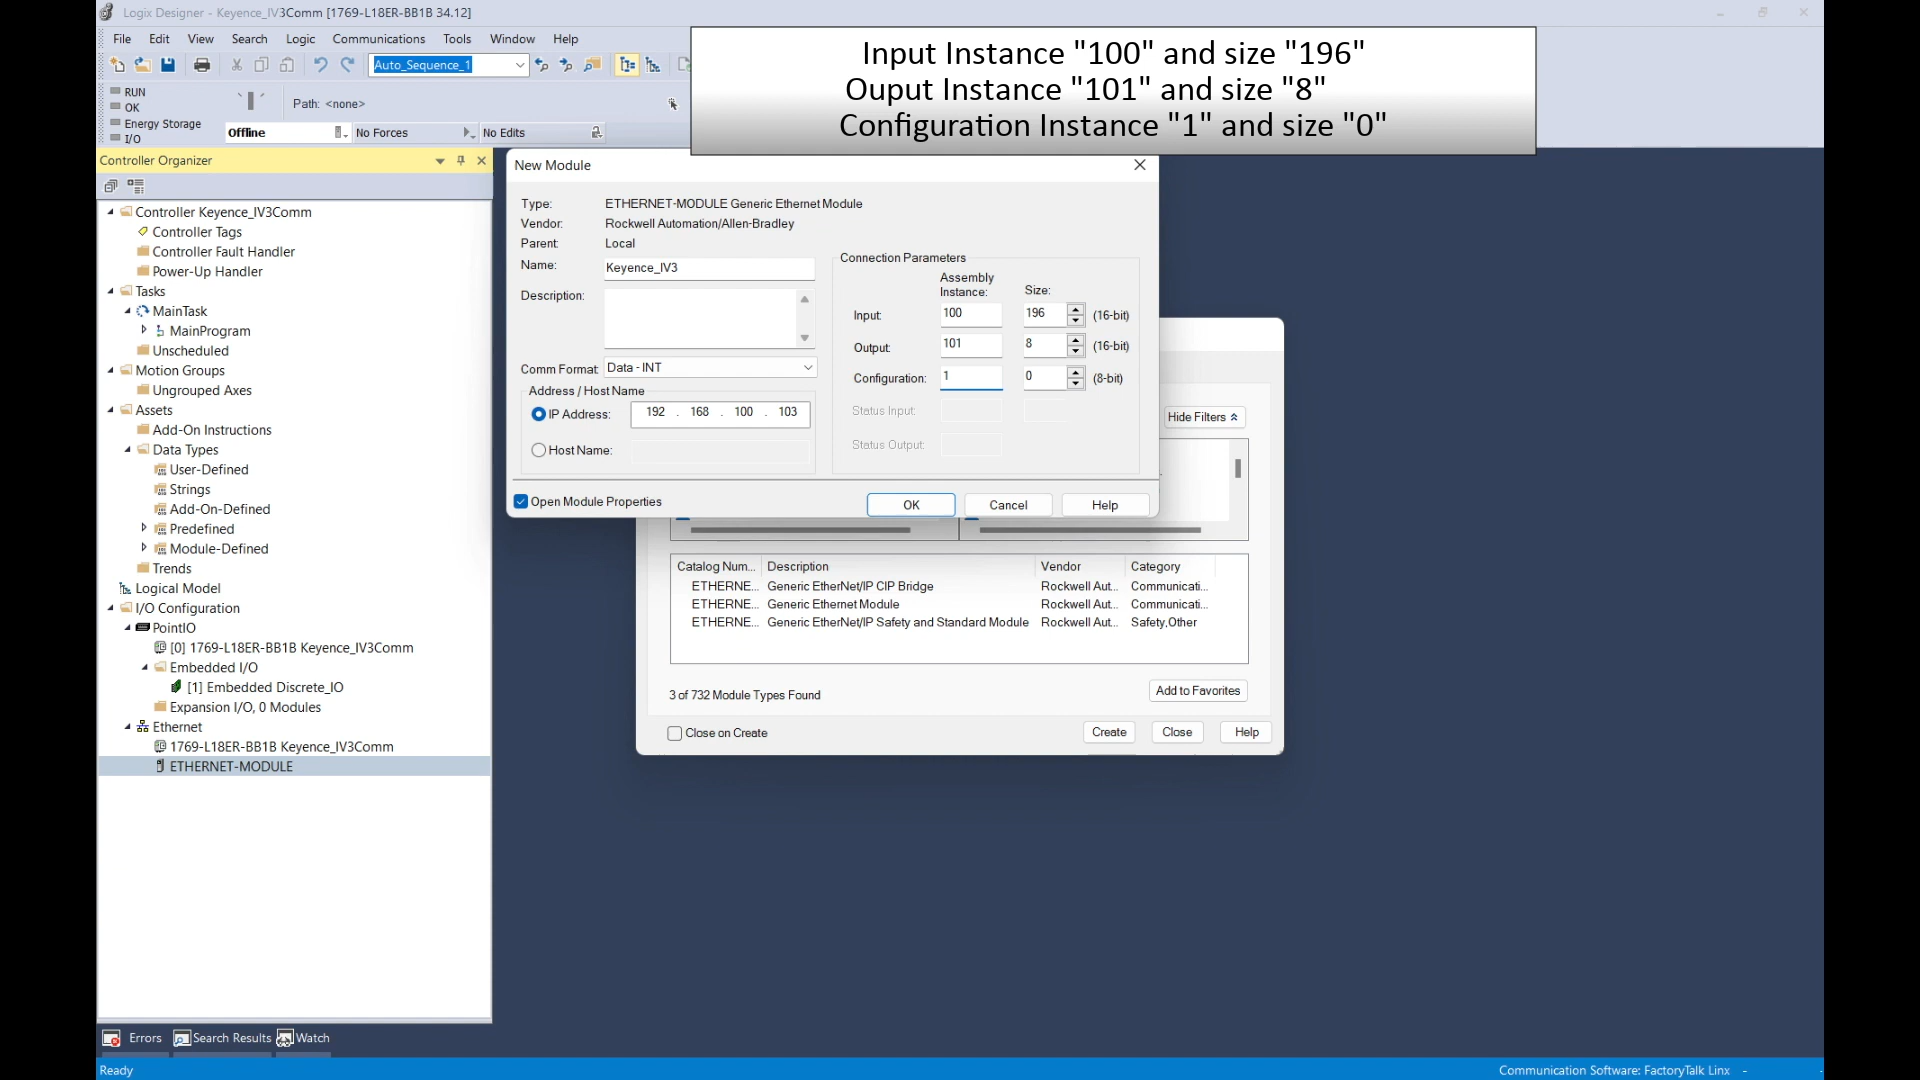 Logix Designer - Keyence_IV3Comm [1769-L18ER-BB1B 34.12]
File Edit View Search Logic Communications Tools Window Help
Auto_Sequence_1
Input Instance "100" and size "196"
Ouput Instance "101" and size "8"
Configuration Instance "1" and size "0"
RUN
OK
Energy Storage
I/O
Path: <none>
Offline
No Forces
No Edits
Controller Organizer
Controller Keyence_IV3Comm
Controller Tags
Controller Fault Handler
Power-Up Handler
Tasks
MainTask
MainProgram
Unscheduled
Motion Groups
Ungrouped Axes
Assets
Add-On Instructions
Data Types
User-Defined
Strings
Add-On-Defined
Predefined
Module-Defined
Trends
Logical Model
I/O Configuration
PointIO
[0] 1769-L18ER-BB1B Keyence_IV3Comm
Embedded I/O
[1] Embedded Discrete_IO
Expansion I/O, 0 Modules
Ethernet
1769-L18ER-BB1B Keyence_IV3Comm
ETHERNET-MODULE
New Module
Type: ETHERNET-MODULE Generic Ethernet Module
Vendor: Rockwell Automation/Allen-Bradley
Parent: Local
Name: Keyence_IV3
Description:
Comm Format: Data - INT
Address / Host Name
IP Address: 192 . 168 . 100 . 103
Host Name:
Connection Parameters
Assembly
Instance: Size:
Input: 100 196 (16-bit)
Output: 101 8 (16-bit)
Configuration: 1 0 (8-bit)
Status Input:
Status Output:
Open Module Properties
OK Cancel Help
Hide Filters
Catalog Num... Description Vendor Category
ETHERNE... Generic EtherNet/IP CIP Bridge Rockwell Aut... Communicati...
ETHERNE... Generic Ethernet Module Rockwell Aut... Communicati...
ETHERNE... Generic EtherNet/IP Safety and Standard Module Rockwell Aut... Safety,Other
3 of 732 Module Types Found
Add to Favorites
Close on Create
Create Close Help
Errors Search Results Watch
Ready
Communication Software: FactoryTalk Linx -